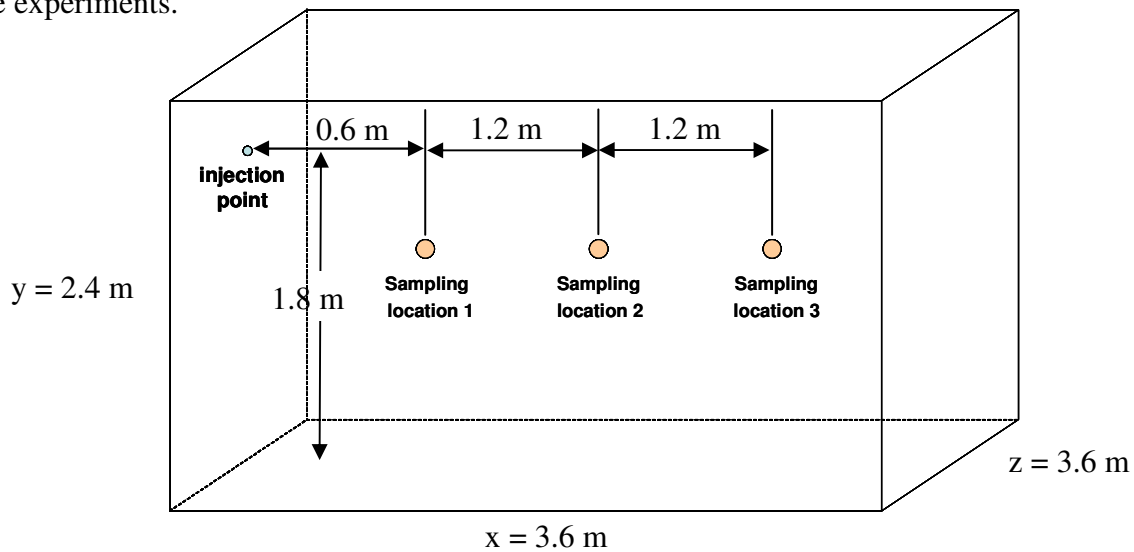 e experiments.
0.6 m
1.2 m
1.2 m
injection
point
y = 2.4 m
1.8 m
Sampling
location 1
Sampling
location 2
Sampling
location 3
z = 3.6 m
x = 3.6 m